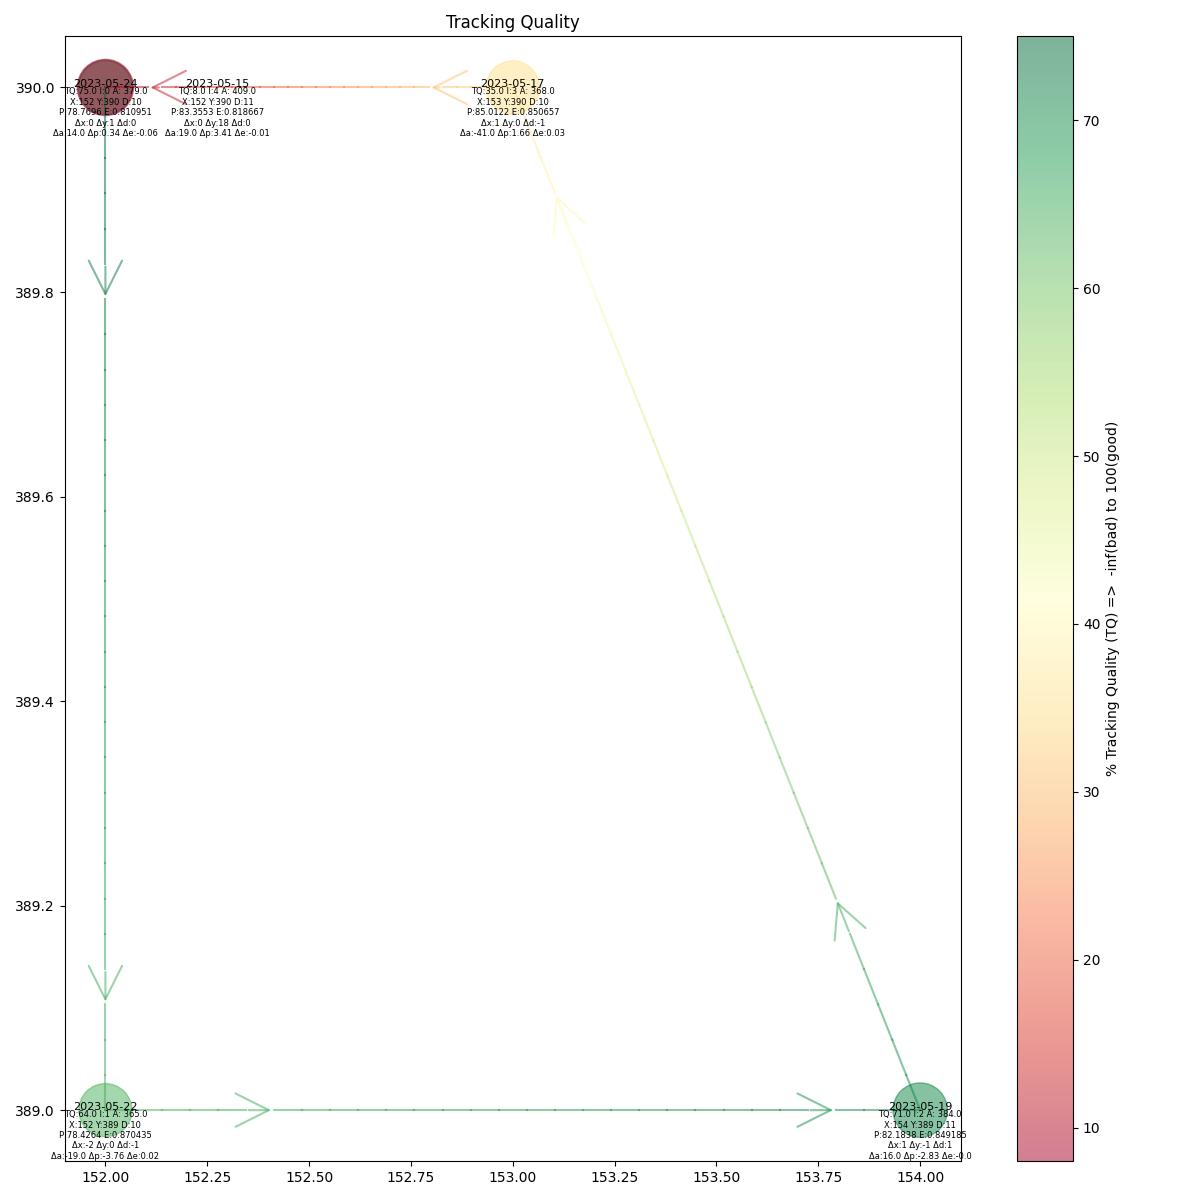 Tracking Quality
390.0
389.8
389.6
389.4
389.2
389.0
2023-05-24
TQ:75.0 I:0 A: 379.0
X:152 Y:390 D:10
P:78.7696 E:0.810951
Δx:0 Δy:1 Δd:0
Δa:14.0 Δp:0.34 Δe:-0.06
2023-05-15
TQ:8.0 I:4 A: 409.0
X:152 Y:390 D:11
P:83.3553 E:0.818667
Δx:0 Δy:18 Δd:0
Δa:19.0 Δp:3.41 Δe:-0.01
2023-05-17
TQ:35.0 I:3 A: 368.0
X:153 Y:390 D:10
P:85.0122 E:0.850657
Δx:1 Δy:0 Δd:-1
Δa:-41.0 Δp:1.66 Δe:0.03
2023-05-22
TQ:64.0 I:1 A: 365.0
X:152 Y:389 D:10
P:78.4264 E:0.870435
Δx:-2 Δy:0 Δd:-1
Δa:-19.0 Δp:-3.76 Δe:0.02
2023-05-19
TQ:71.0 I:2 A: 384.0
X:154 Y:389 D:11
P:82.1838 E:0.849185
Δx:1 Δy:-1 Δd:1
Δa:16.0 Δp:-2.83 Δe:-0.0
152.00 152.25 152.50 152.75 153.00 153.25 153.50 153.75 154.00
70
60
50
40
30
20
10
% Tracking Quality (TQ) => -inf(bad) to 100(good)